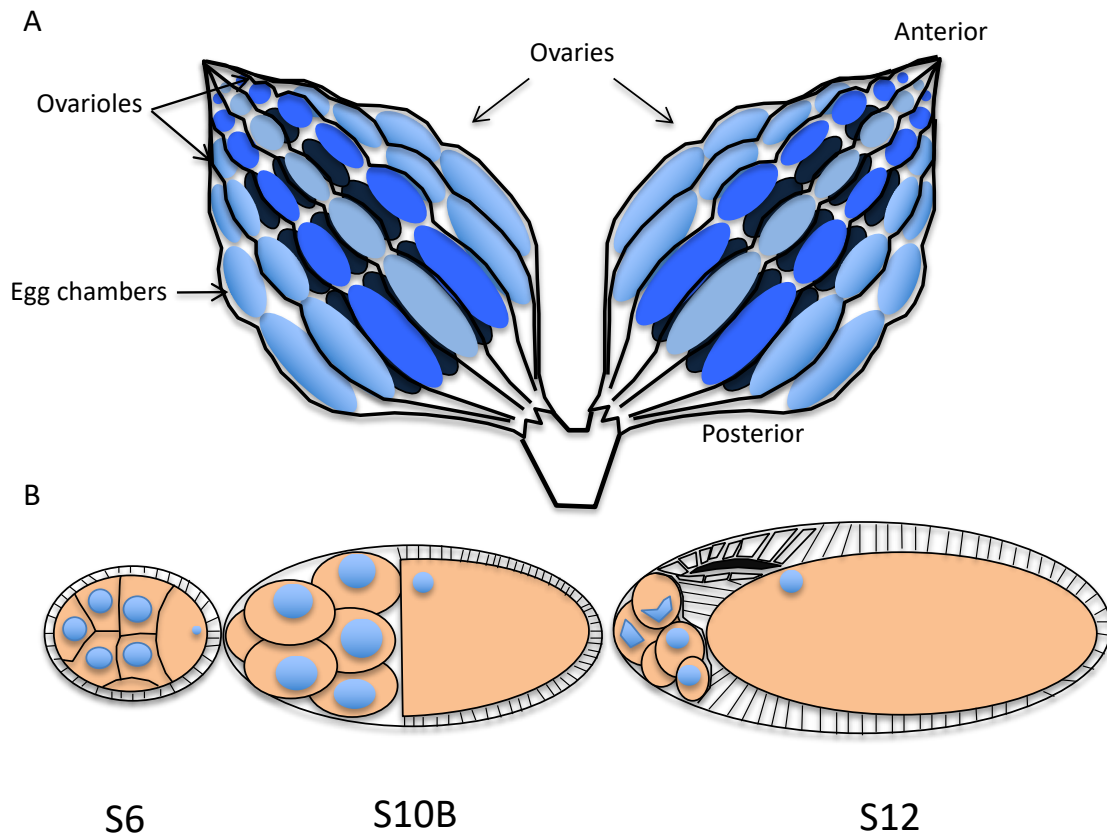 A
Ovaries
Anterior
Ovarioles
Egg chambers
Posterior
B
S6
S10B
S12